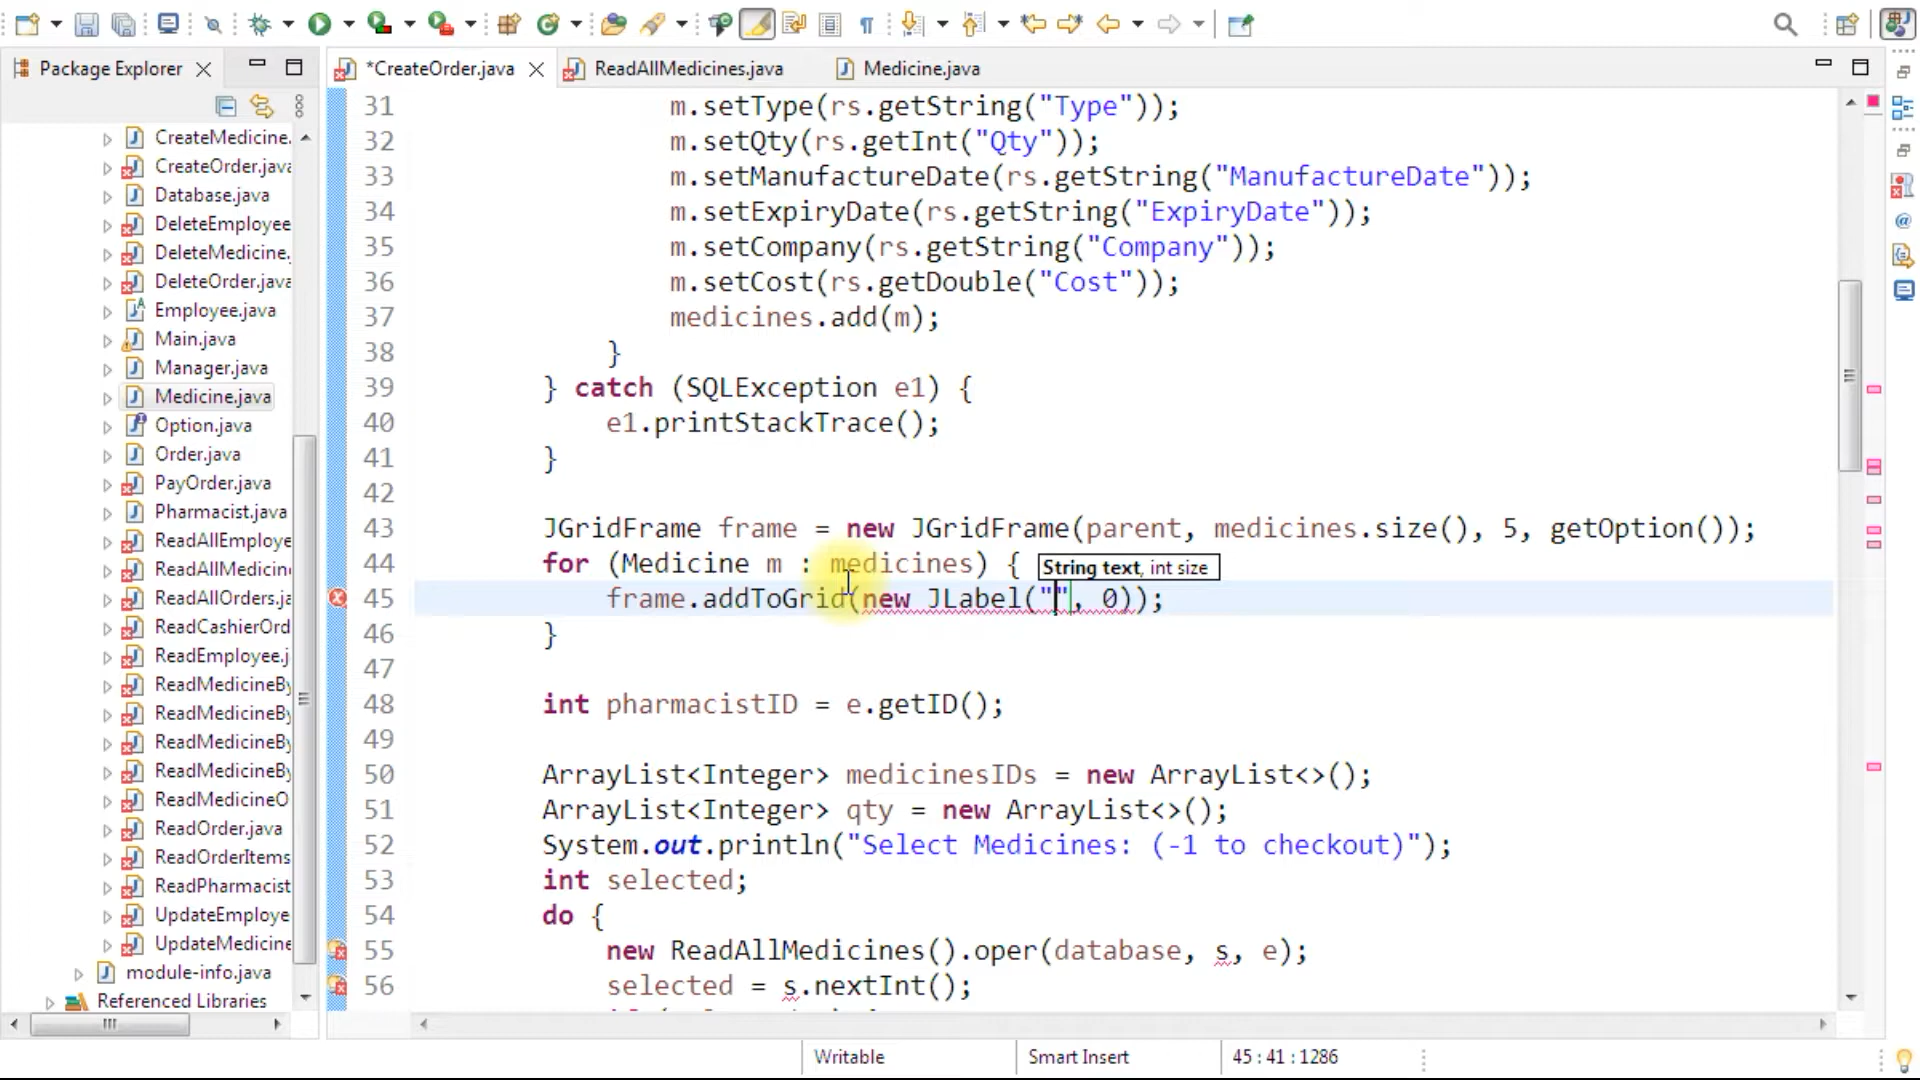 Package Explorer
*CreateOrder.java
ReadAllMedicines.java
Medicine.java
CreateMedicine.
CreateOrder.java
Database.java
DeleteEmployee
DeleteMedicine.
DeleteOrder.java
Employee.java
Main.java
Manager.java
Medicine.java
Option.java
Order.java
PayOrder.java
Pharmacist.java
ReadAllEmploye
ReadAllMedicin
ReadAllOrders.ja
ReadCashierOrd
ReadEmployee.j
ReadMedicineBy
ReadMedicineBy
ReadMedicineBy
ReadMedicineBy
ReadMedicineO
ReadOrder.java
ReadOrderItems
ReadPharmacist
UpdateEmploye
UpdateMedicine
module-info.java
Referenced Libraries
31 m.setType(rs.getString("Type"));
32 m.setQty(rs.getInt("Qty"));
33 m.setManufactureDate(rs.getString("ManufactureDate"));
34 m.setExpiryDate(rs.getString("ExpiryDate"));
35 m.setCompany(rs.getString("Company"));
36 m.setCost(rs.getDouble("Cost"));
37 medicines.add(m);
38 }
39 } catch (SQLException e1) {
40 e1.printStackTrace();
41 }
42
43 JGridFrame frame = new JGridFrame(parent, medicines.size(), 5, getOption());
44 for (Medicine m : medicines) {
String text, int size
45 frame.addToGrid(new JLabel("", 0));
46 }
47
48 int pharmacistID = e.getID();
49
50 ArrayList<Integer> medicinesIDs = new ArrayList<>();
51 ArrayList<Integer> qty = new ArrayList<>();
52 System.out.println("Select Medicines: (-1 to checkout)");
53 int selected;
54 do {
55 new ReadAllMedicines().oper(database, s, e);
56 selected = s.nextInt();
Writable
Smart Insert
45 : 41 : 1286